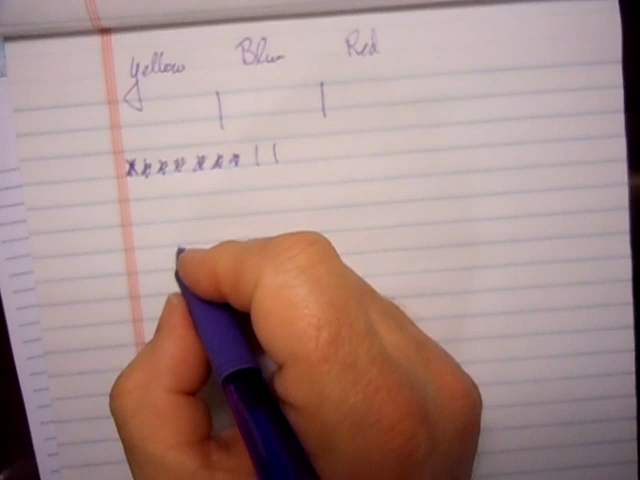 Yellow Blue Red
| |
x x x x x x x | |